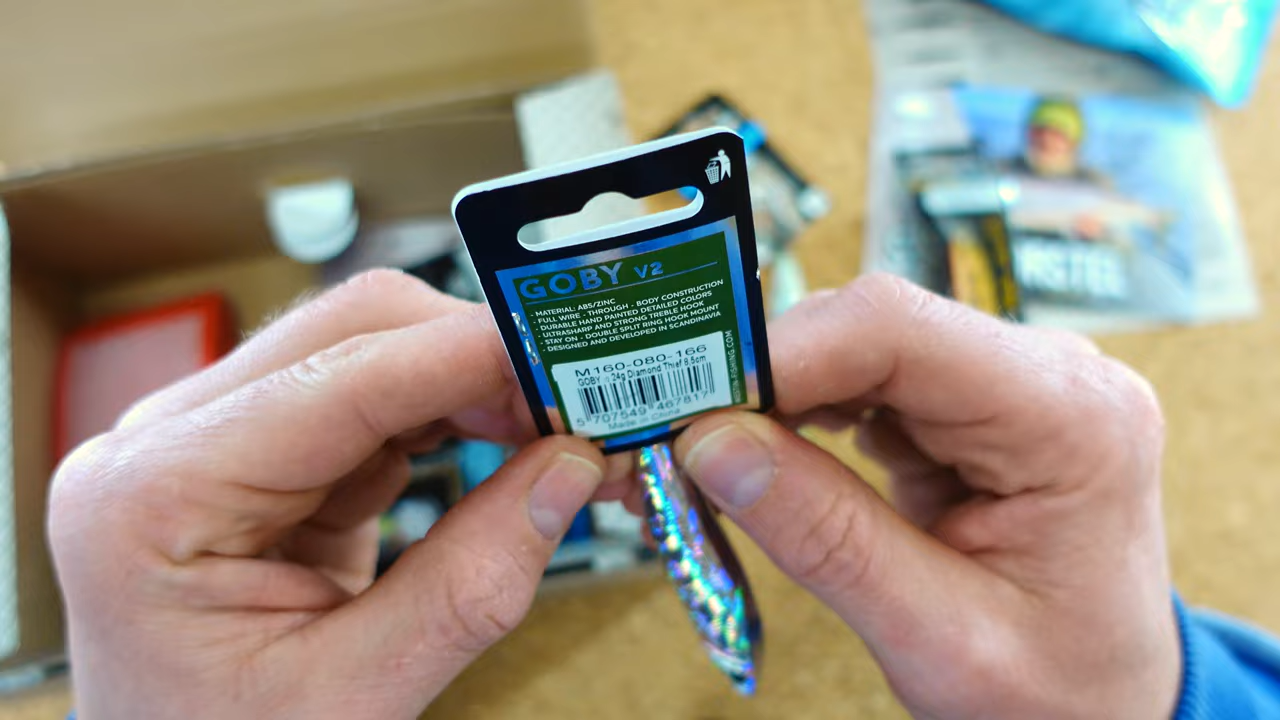 GOBY V2
- MATERIAL: ABS/ZINC
- FULL WIRE - THROUGH - BODY CONSTRUCTION
- DURABLE HAND PAINTED DETAILED COLORS
- ULTRASHARP AND STRONG TREBLE HOOK
- STAY ON - DOUBLE SPLIT RING HOOK MOUNT
- DESIGNED AND DEVELOPED IN SCANDINAVIA
M160-080-166
GOBY 24g Diamond Thief 8,5cm
5 707549 467817
Made in China